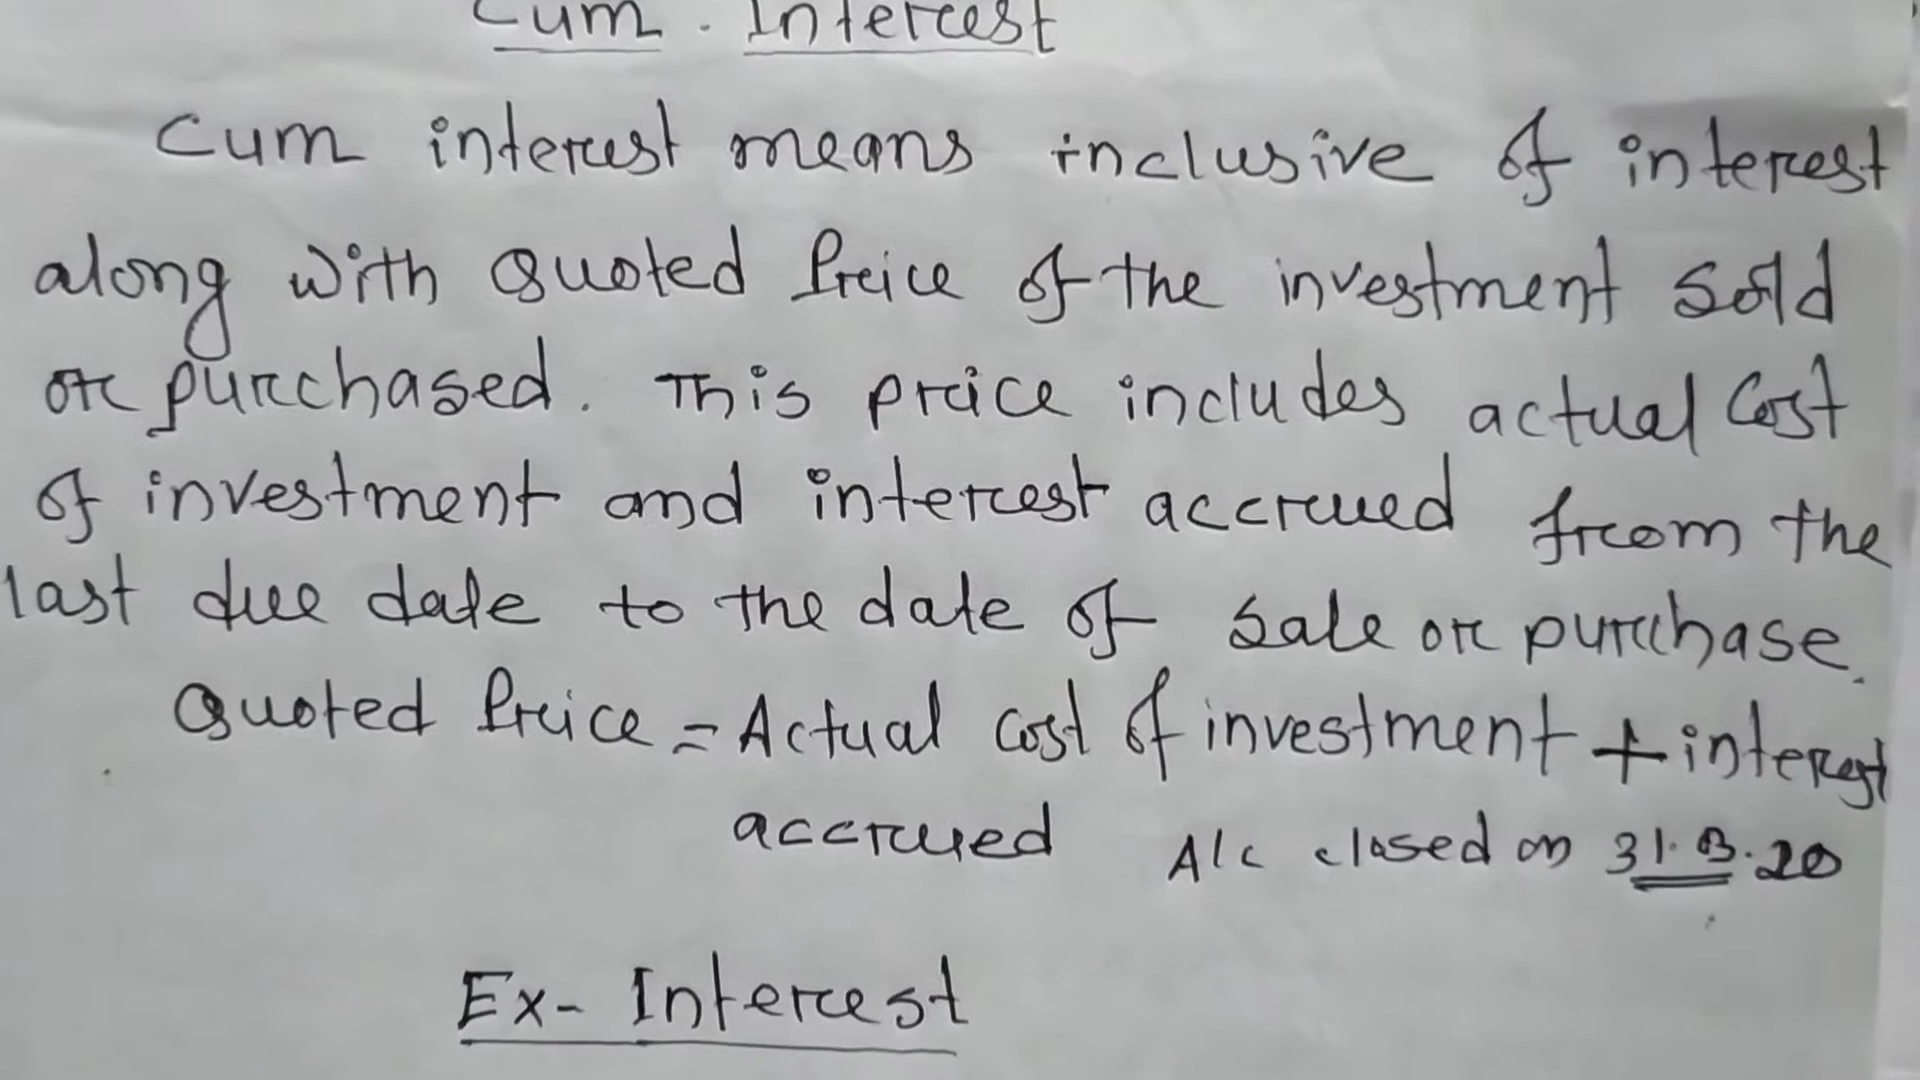 Cum - Interest
Cum interest means inclusive of interest
along with Quoted Price of the investment Sold
or purchased. This price includes actual Cost
of investment and interest accrued from the
last due date to the date of Sale or purchase.
Quoted Price = Actual cost of investment + interest
accrued A/c closed on 31.3.20
Ex- Interest